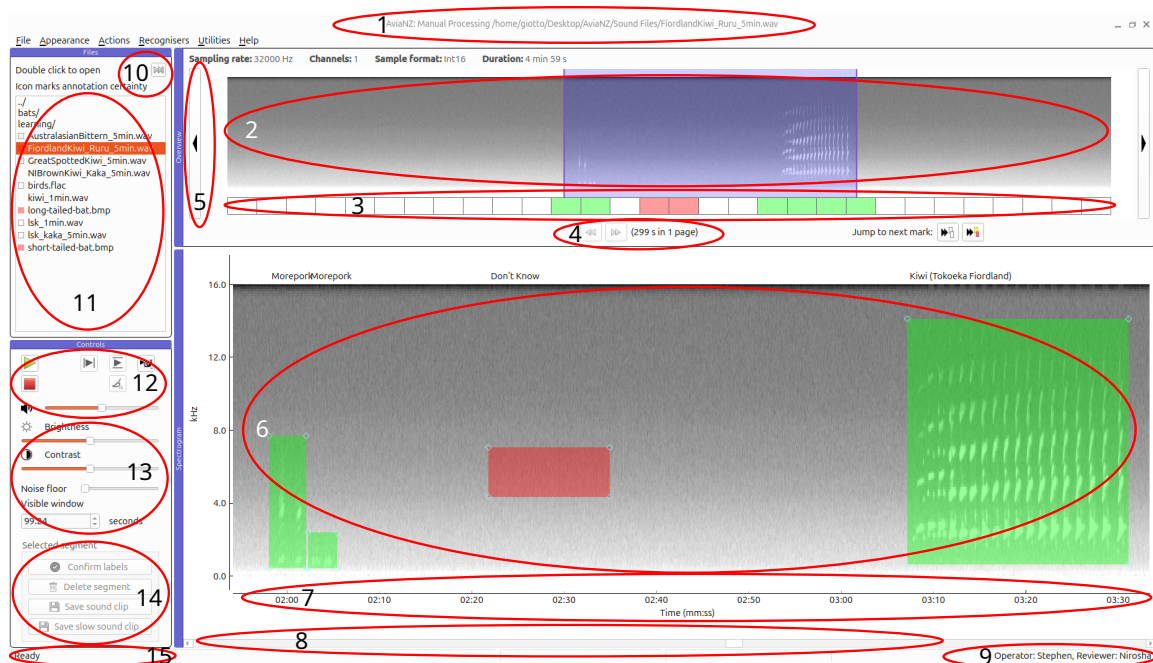 1 AviaNZ: Manual Processing /home/giotto/Desktop/AviaNZ/Sound Files/FiordlandKiwi_Ruru_5min.wav
File Appearance Actions Recognisers Utilities Help
Files
Double click to open 10
Icon marks annotation certainty
../
bats/
learning/
AustralasianBittern_5min.wav
FiordlandKiwi_Ruru_5min.wav
GreatSpottedKiwi_5min.wav
NIBrownKiwi_Kaka_5min.wav
birds.flac
kiwi_1min.wav
long-tailed-bat.bmp
lsk_1min.wav
lsk_kaka_5min.wav
short-tailed-bat.bmp
11
Sampling rate: 32000 Hz Channels: 1 Sample format: Int16 Duration: 4 min 59 s
Overview
2
5
3
4 (299 s in 1 page) Jump to next mark:
Controls
12
Brightness
Contrast
13
Noise floor
Visible window
99.24 seconds
Selected segment
Confirm labels
Delete segment
14
Save sound clip
Save slow sound clip
Spectrogram
Morepork Morepork Don't Know Kiwi (Tokoeka Fiordland)
16.0
12.0
kHz
8.0
6
4.0
0.0
7
02:00 02:10 02:20 02:30 02:40 02:50 03:00 03:10 03:20 03:30
Time (mm:ss)
8
Ready 15
9 Operator: Stephen, Reviewer: Nirosha